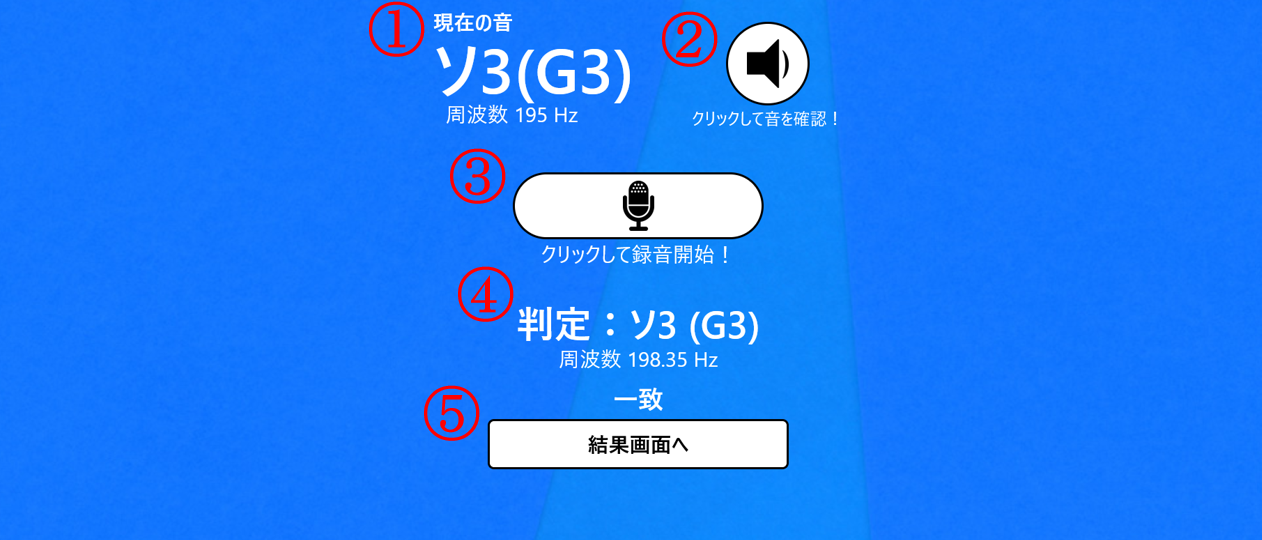 ① 現在の音
ソ3(G3)
周波数 195 Hz
②
クリックして音を確認！
③
クリックして録音開始！
④
判定：ソ3 (G3)
周波数 198.35 Hz
一致
⑤
結果画面へ